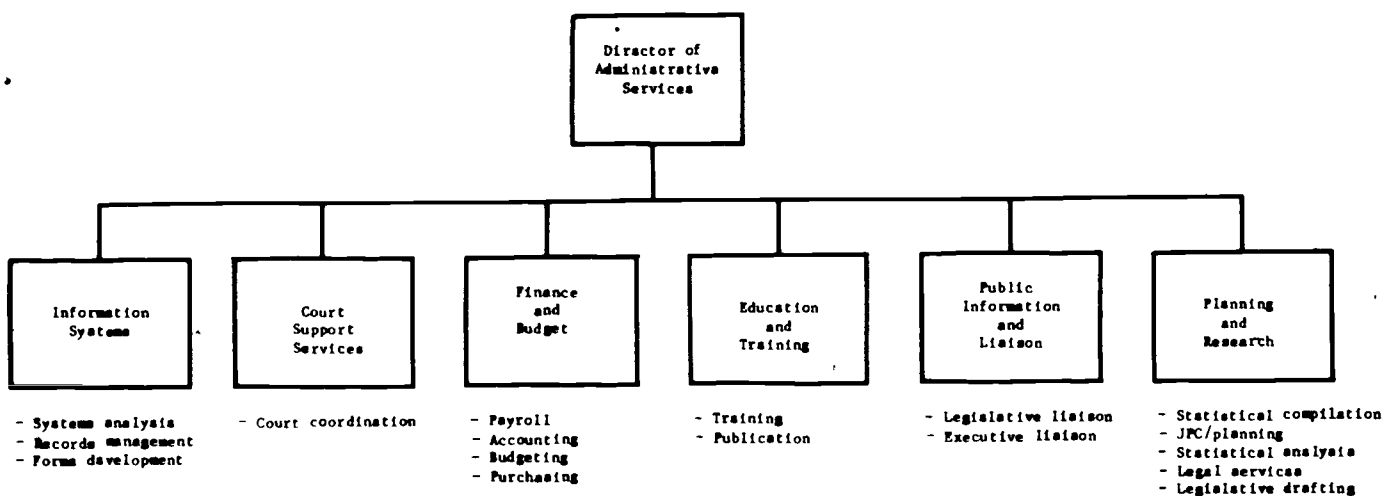 Director of
Administrative
Services
Information
Systems
Court
Support
Services
Finance
and
Budget
Education
and
Training
Public
Information
and
Liaison
Planning
and
Research
- Systems analysis
- Records management
- Forms development
- Court coordination
- Payroll
- Accounting
- Budgeting
- Purchasing
- Training
- Publication
- Legislative liaison
- Executive liaison
- Statistical compilation
- JPC/planning
- Statistical analysis
- Legal services
- Legislative drafting